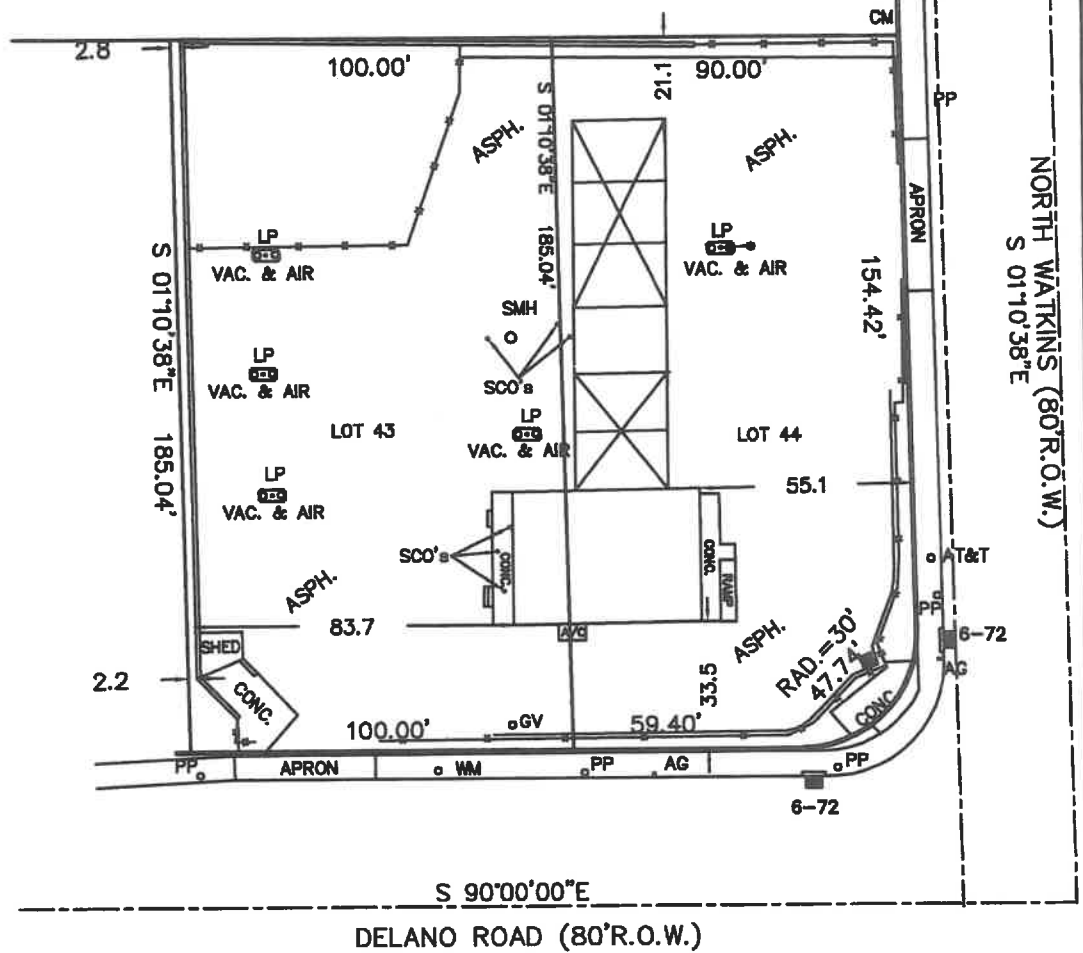 CM
2.8
100.00'
90.00'
21.1
PP
ASPH.
ASPH.
S 01°10'38"E 185.04'
APRON
NORTH WATKINS (80'R.O.W.)
S 01°10'38"E
LP
VAC. & AIR
LP
VAC. & AIR
S 01°10'38"E 185.04'
154.42'
SMH
SCO's
LP
VAC. & AIR
LP
VAC. & AIR
LOT 43
LOT 44
LP
VAC. & AIR
55.1
SCO's
CONC.
CONC.
RAMP
AT&T
ASPH.
83.7
A/C
ASPH.
PP
6-72
AG
SHED
CONC.
2.2
33.5
RAD.=30'
47.74'
CONC
100.00'
GV
59.40'
PP
APRON
WM
PP
AG
PP
6-72
S 90°00'00"E
DELANO ROAD (80'R.O.W.)